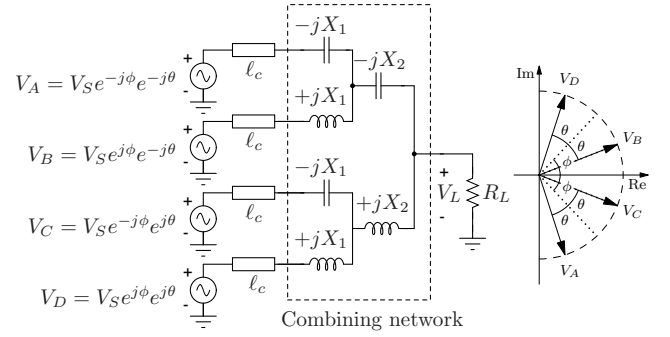 −jX₁
V_A = V_S e^{−jϕ} e^{−jθ}
+
-
ℓ_c
−jX₂
+jX₁
V_B = V_S e^{jϕ} e^{−jθ}
+
-
ℓ_c
−jX₁
V_C = V_S e^{−jϕ} e^{jθ}
+
-
ℓ_c
+jX₂
+jX₁
V_D = V_S e^{jϕ} e^{jθ}
+
-
ℓ_c
+
V_L
-
R_L
Combining network
Im
V_D
θ
θ
V_B
ϕ
Re
ϕ
V_C
θ
θ
V_A